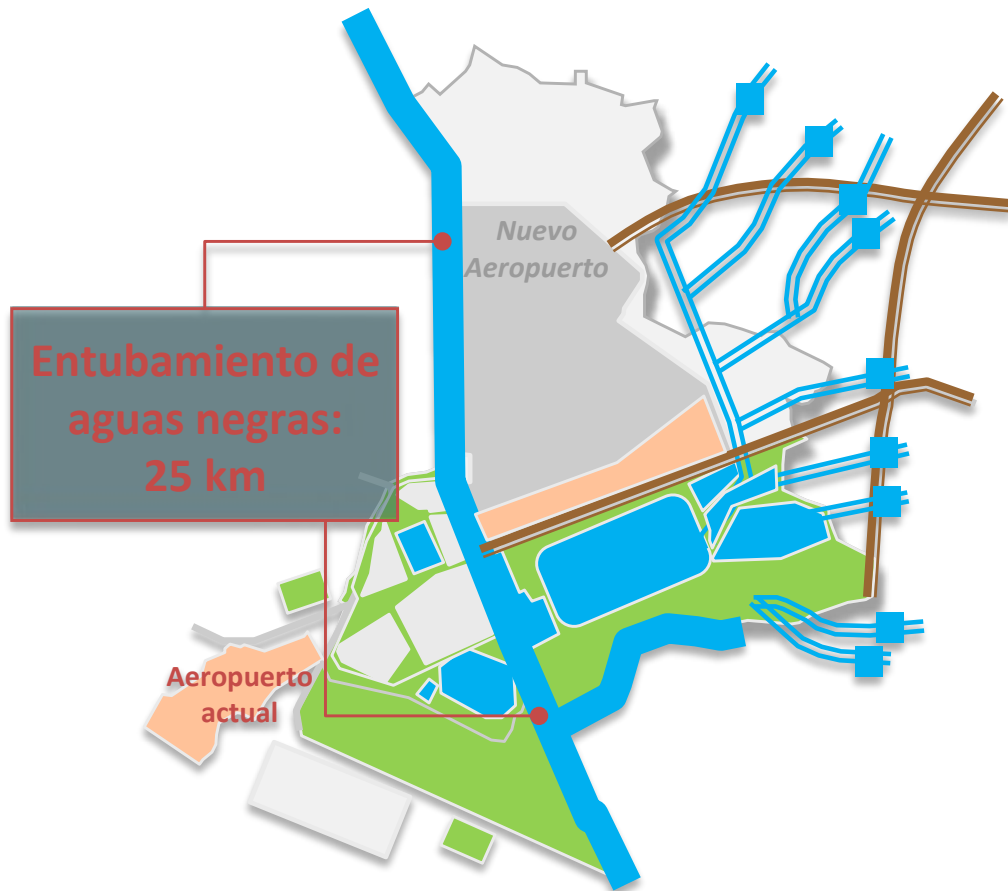 Nuevo
Aeropuerto
Entubamiento de
aguas negras:
25 km
Aeropuerto
actual